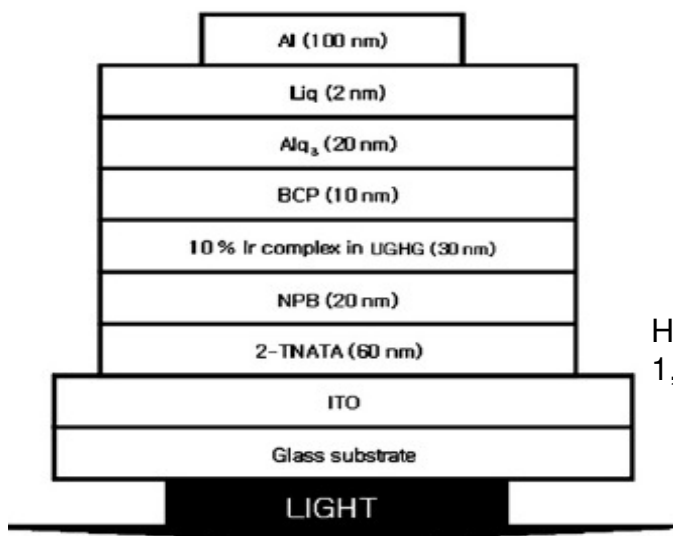 Al (100 nm)
Liq (2 nm)
Alq₃ (20 nm)
BCP (10 nm)
10 % Ir complex in UGHG (30 nm)
NPB (20 nm)
2-TNATA (60 nm)
H
1,
ITO
Glass substrate
LIGHT